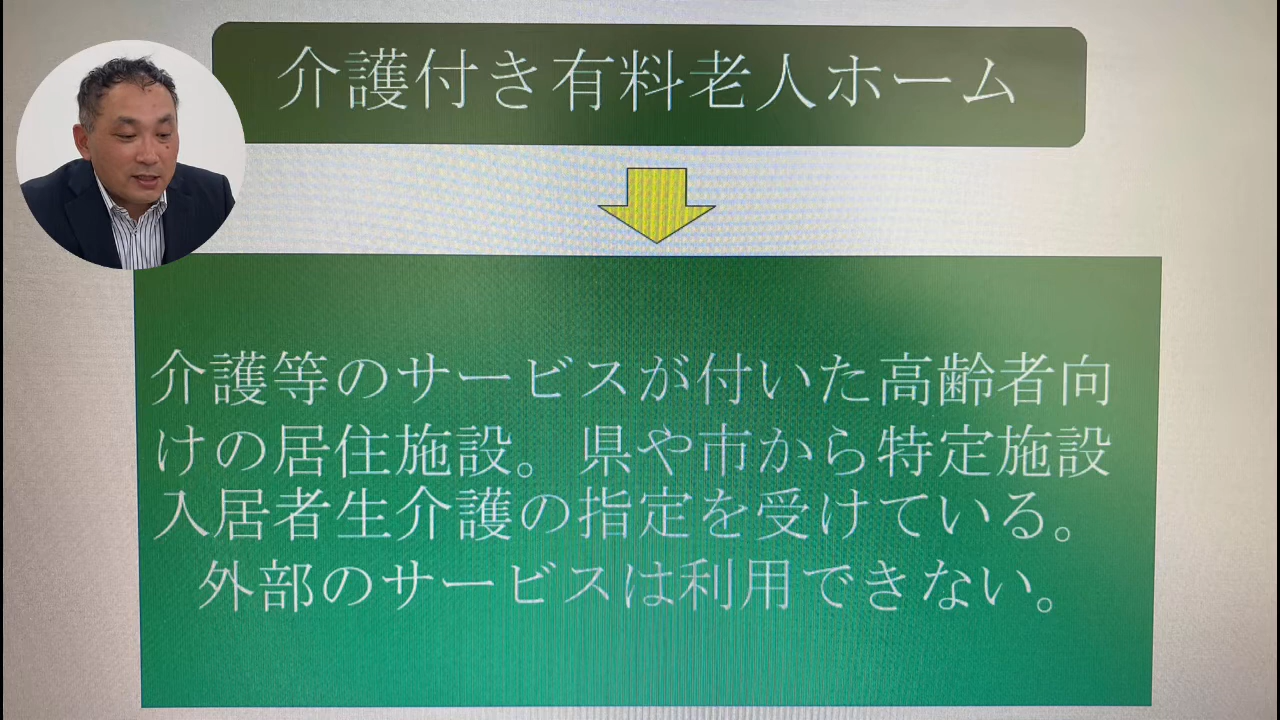 介護付き有料老人ホーム
介護等のサービスが付いた高齢者向
けの居住施設。県や市から特定施設
入居者生介護の指定を受けている。
外部のサービスは利用できない。